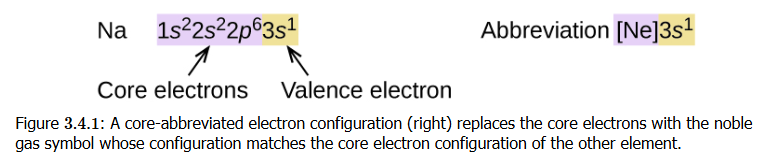 Na 1s²2s²2p⁶3s¹ Abbreviation [Ne]3s¹
Core electrons Valence electron
Figure 3.4.1: A core-abbreviated electron configuration (right) replaces the core electrons with the noble
gas symbol whose configuration matches the core electron configuration of the other element.